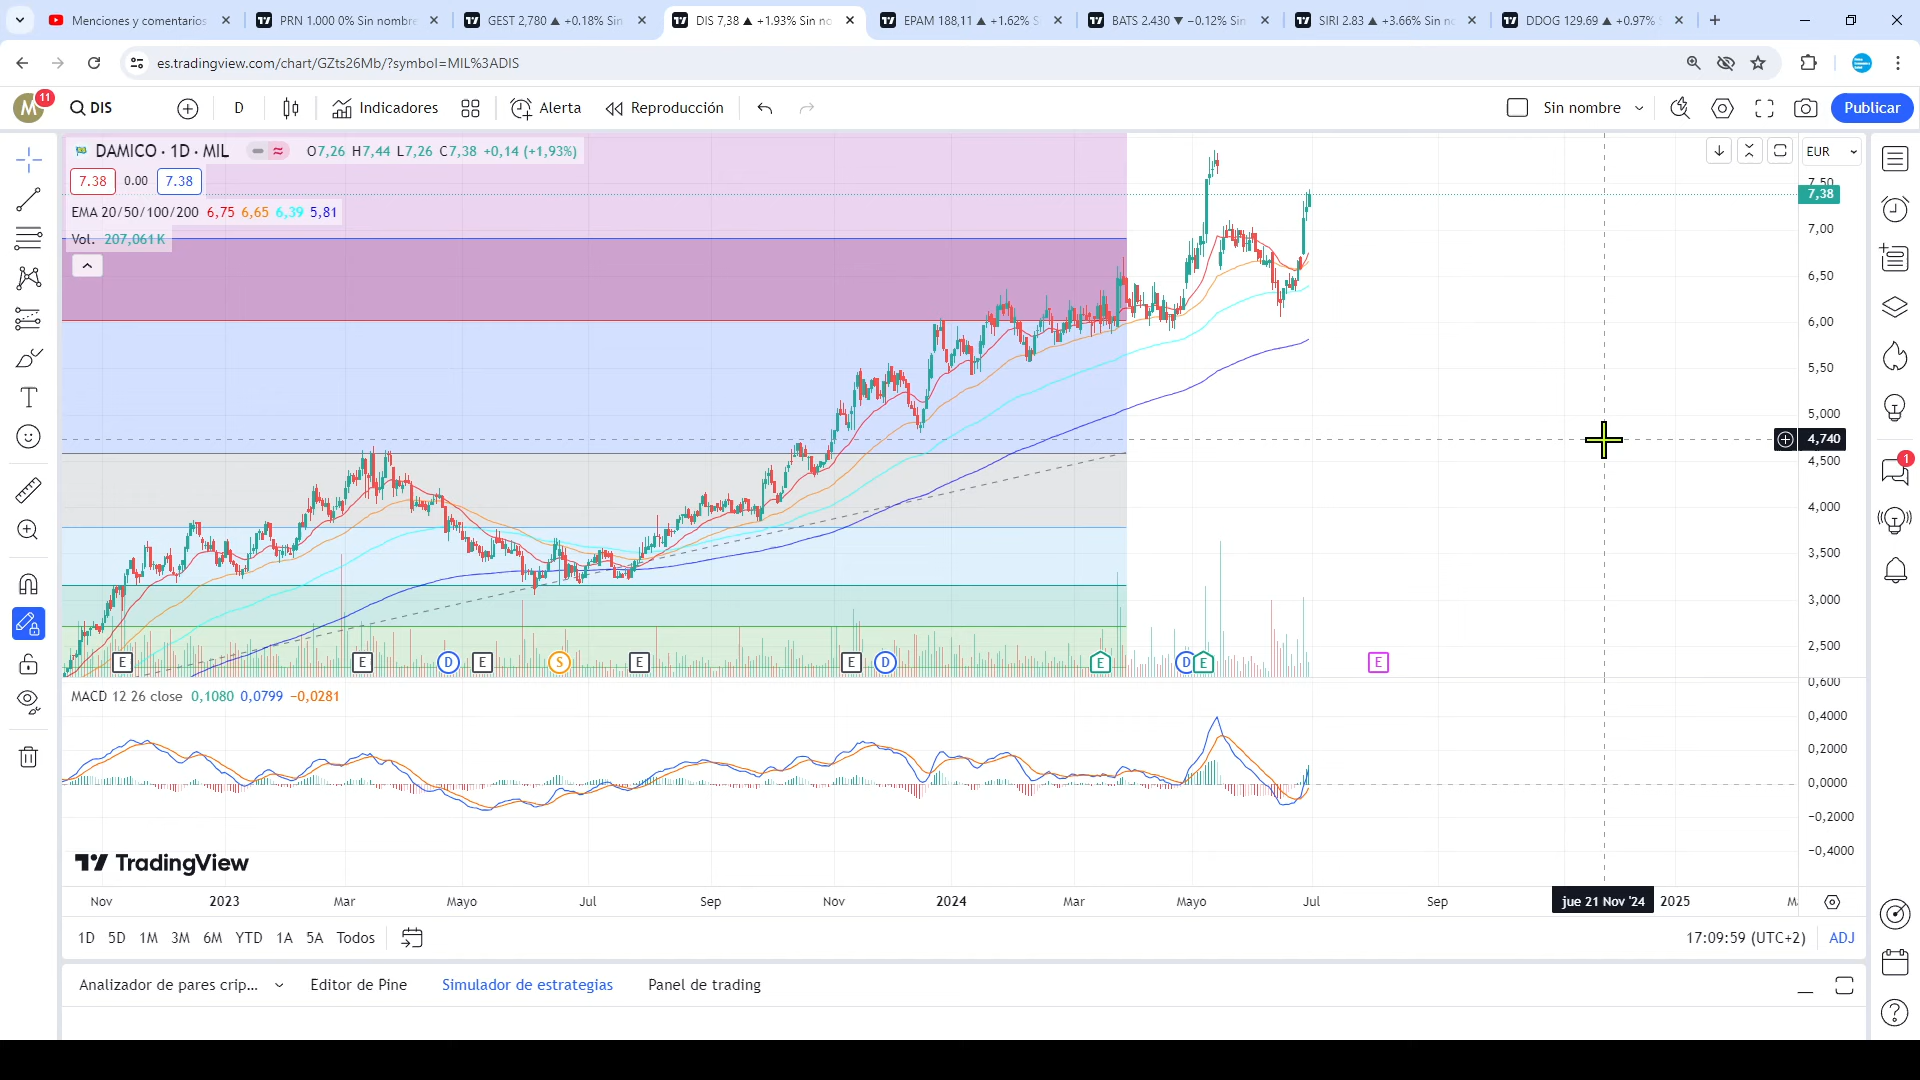 Menciones y comentarios
PRN 1.000 0% Sin nombre
GEST 2,780 ▲ +0.18% Sin
DIS 7,38 ▲ +1.93% Sin no
EPAM 188,11 ▲ +1.62% S
BATS 2.430 ▼ −0.12% Sin
SIRI 2.83 ▲ +3.66% Sin no
DDOG 129.69 ▲ +0.97% S
es.tradingview.com/chart/GZts26Mb/?symbol=MIL%3ADIS
M 11
DIS
D
Indicadores
Alerta
Reproducción
Sin nombre
Publicar
DAMICO · 1D · MIL
O7,26 H7,44 L7,26 C7,38 +0,14 (+1,93%)
EUR
7.38 0.00 7.38
EMA 20/50/100/200 6,75 6,65 6,39 5,81
Vol. 207,061K
7,50
7,38
7,00
6,50
6,00
5,50
5,000
4,740
4,500
4,000
3,500
3,000
2,500
E E D E S E E D E D E E
MACD 12 26 close 0,1080 0,0799 −0,0281
0,600
0,4000
0,2000
0,0000
−0,2000
−0,4000
TradingView
Nov 2023 Mar Mayo Jul Sep Nov 2024 Mar Mayo Jul Sep jue 21 Nov '24 2025
1D 5D 1M 3M 6M YTD 1A 5A Todos
17:09:59 (UTC+2) ADJ
Analizador de pares crip... Editor de Pine Simulador de estrategias Panel de trading
1